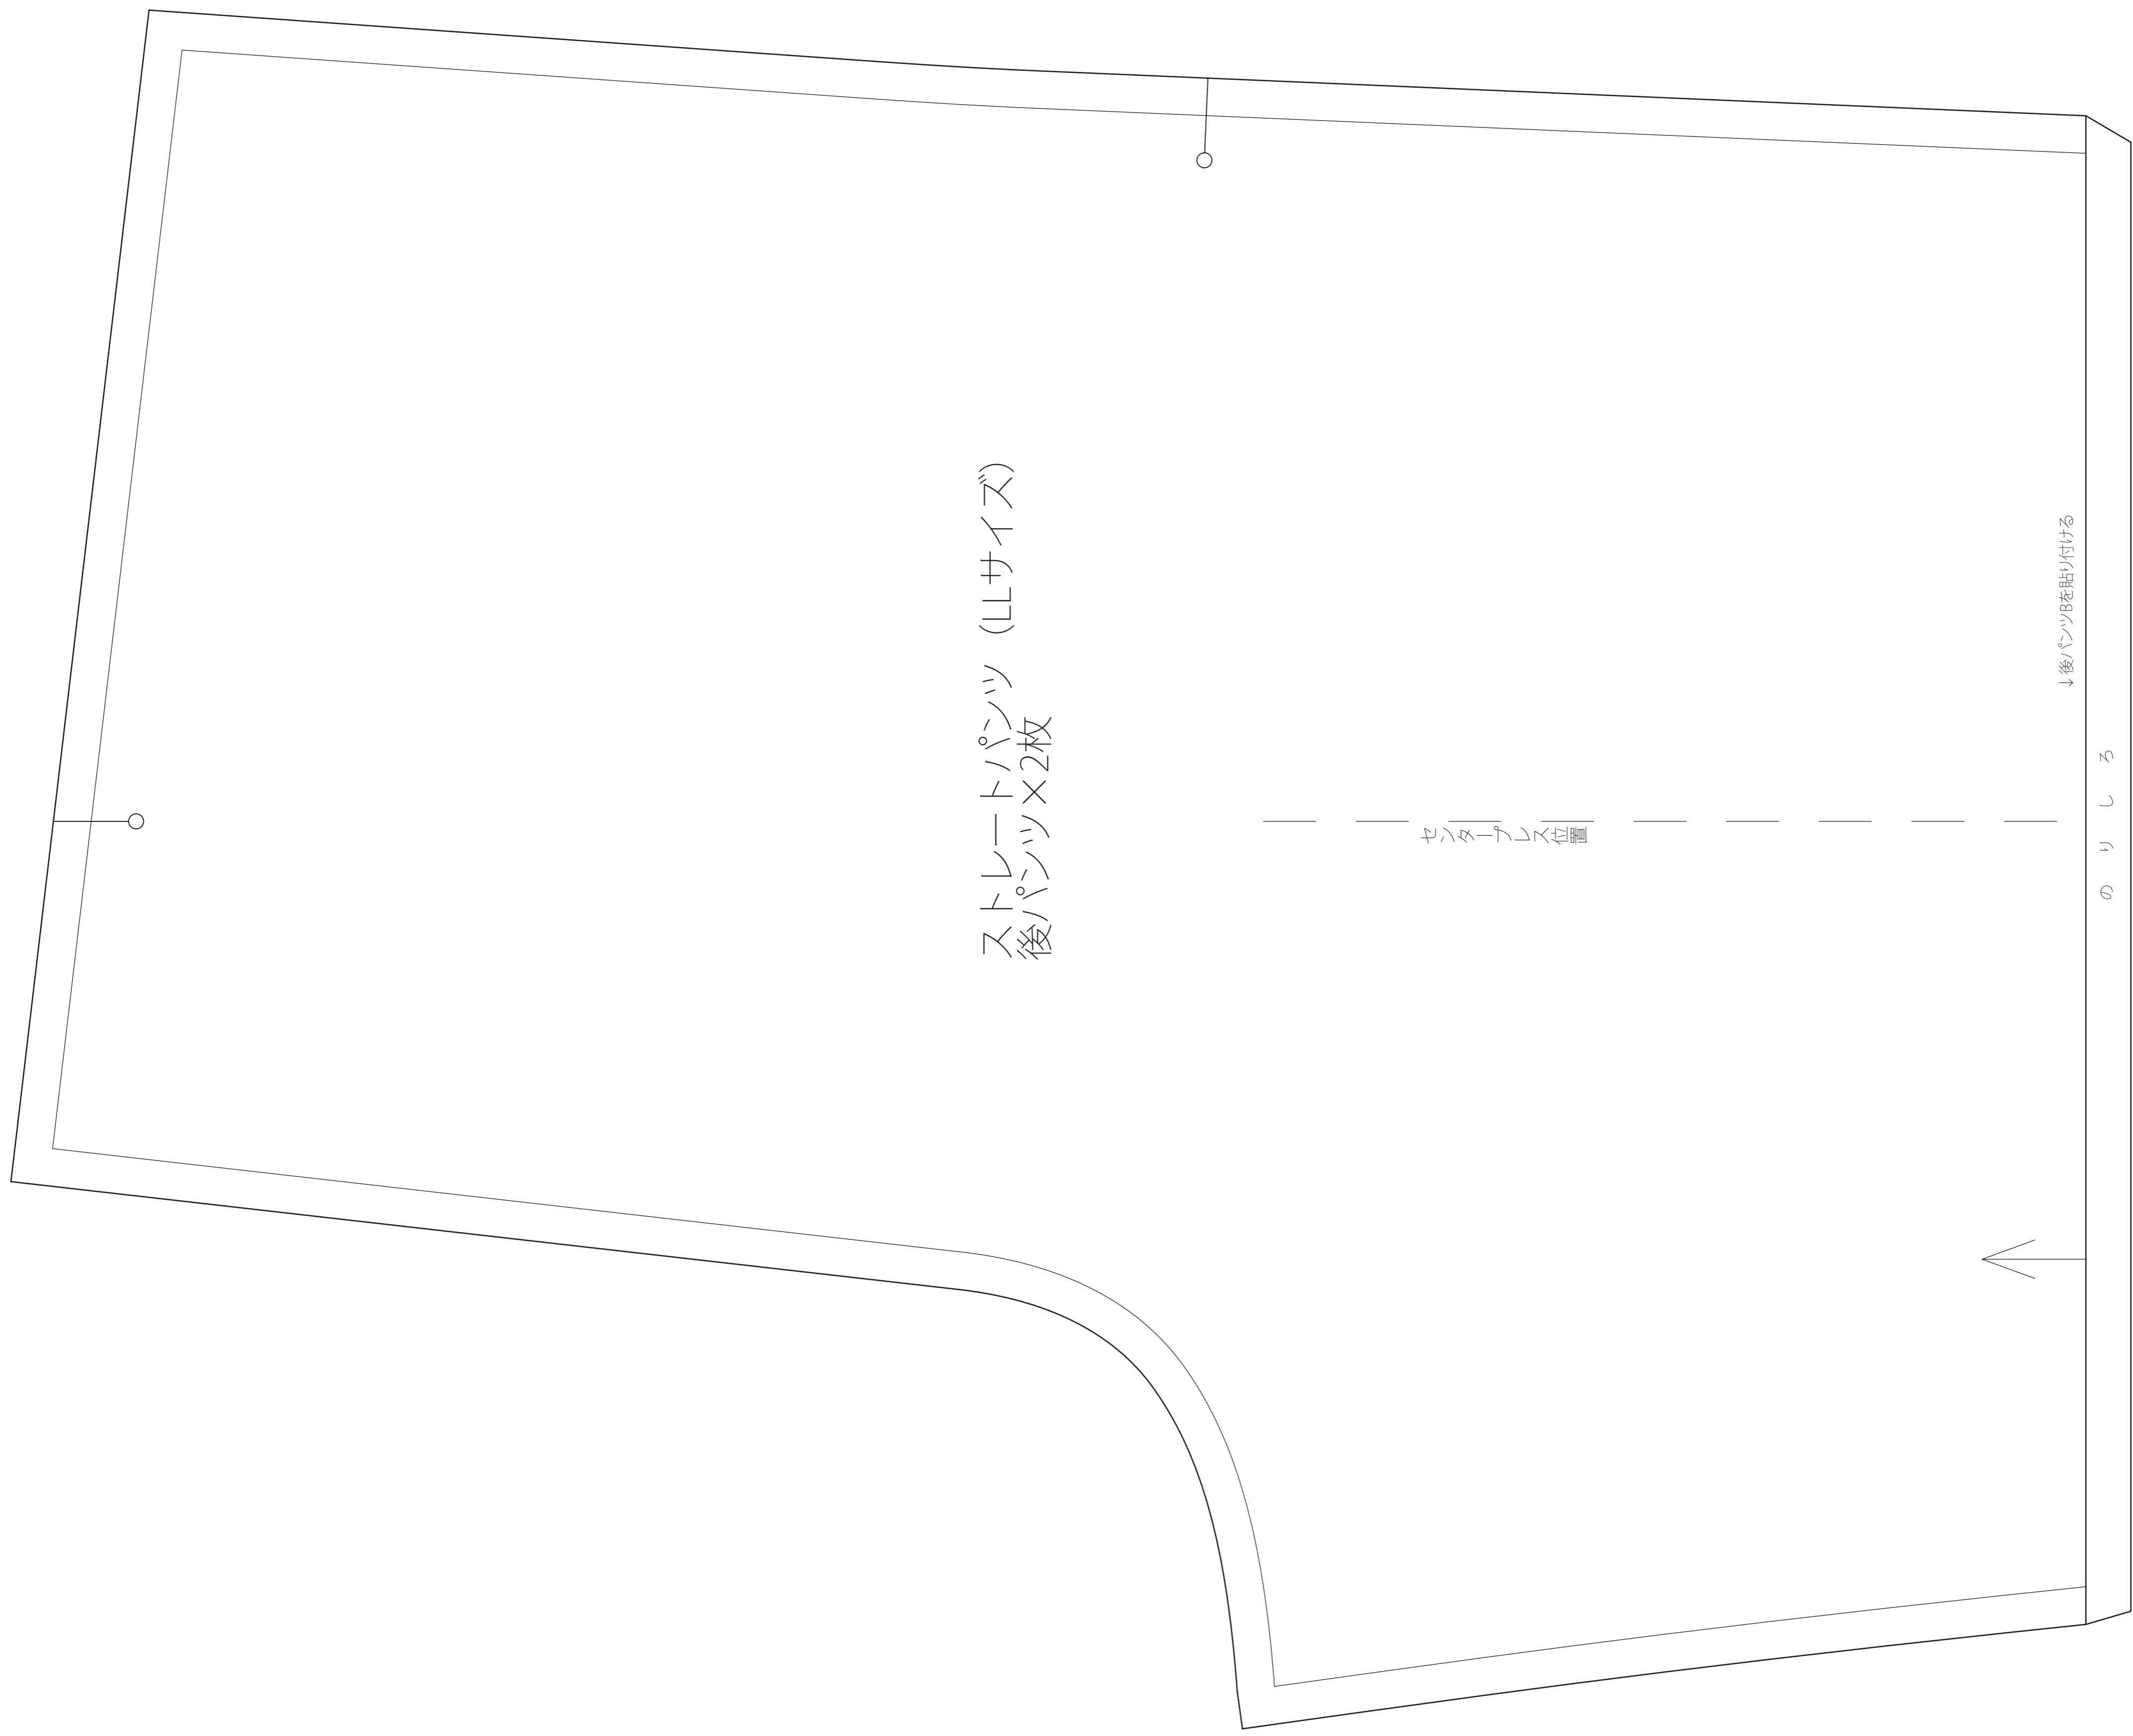 ストレートパンツ（LLサイズ）
後パンツ×2枚
センタープレス位置
↓後パンツBを貼り付ける
のりしろ